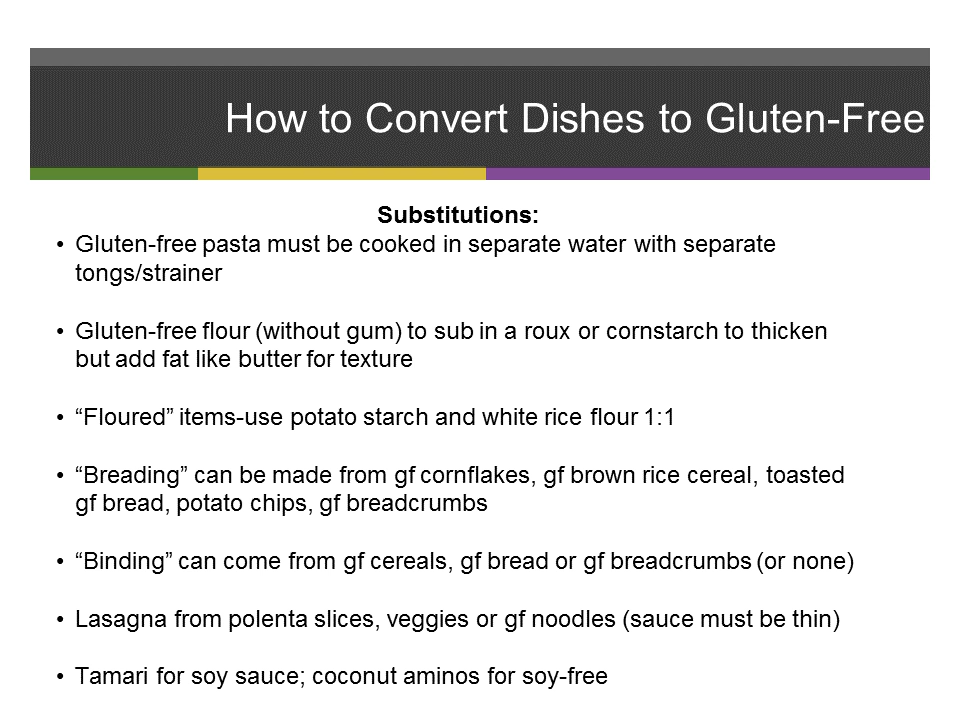 How to Convert Dishes to Gluten-Free
Substitutions:
• Gluten-free pasta must be cooked in separate water with separate
tongs/strainer
• Gluten-free flour (without gum) to sub in a roux or cornstarch to thicken
but add fat like butter for texture
• “Floured” items-use potato starch and white rice flour 1:1
• “Breading” can be made from gf cornflakes, gf brown rice cereal, toasted
gf bread, potato chips, gf breadcrumbs
• “Binding” can come from gf cereals, gf bread or gf breadcrumbs (or none)
• Lasagna from polenta slices, veggies or gf noodles (sauce must be thin)
• Tamari for soy sauce; coconut aminos for soy-free